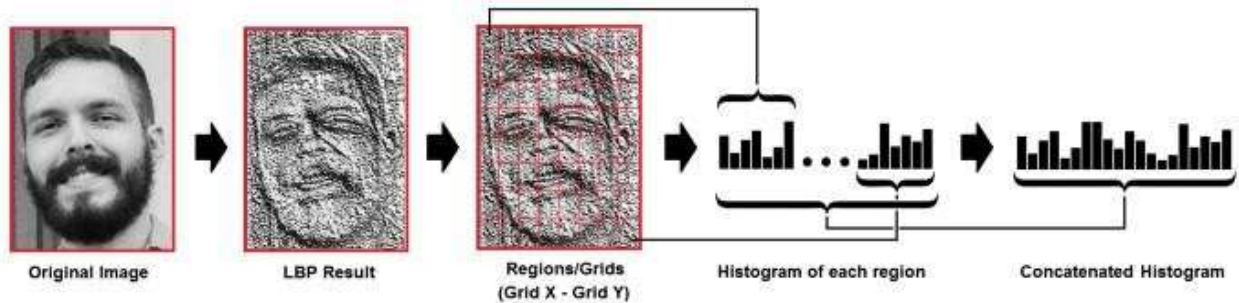 Original Image
LBP Result
Regions/Grids
(Grid X - Grid Y)
Histogram of each region
Concatenated Histogram